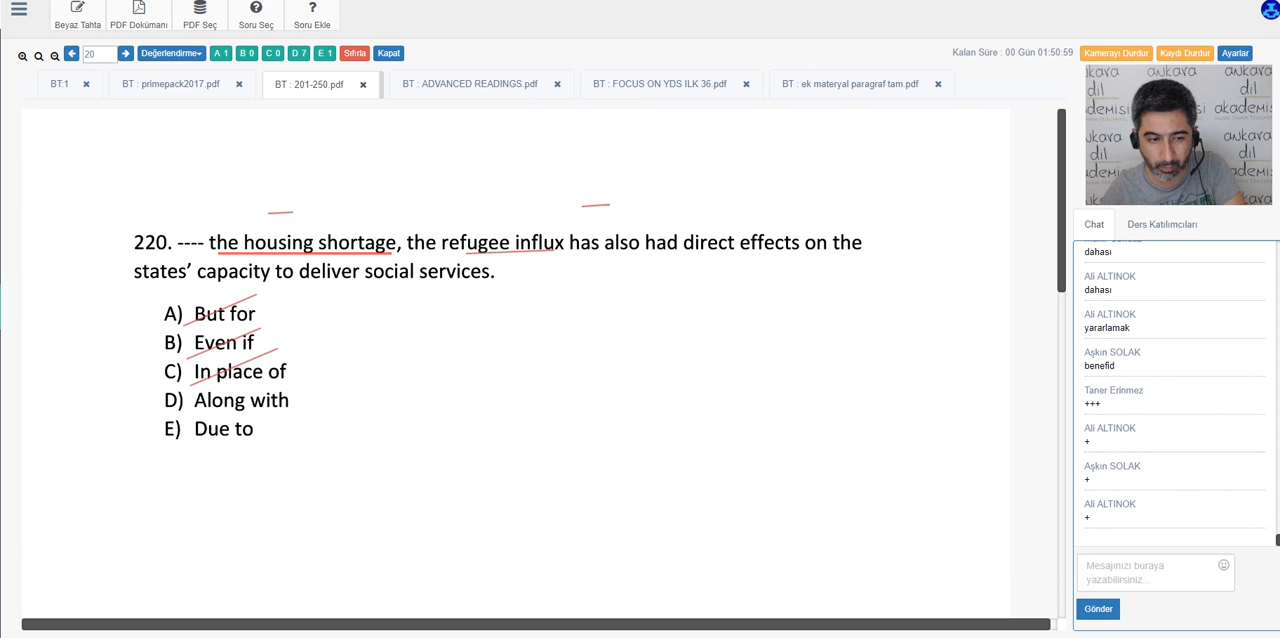 Beyaz Tahta
PDF Dokümanı
PDF Seç
Soru Seç
Soru Ekle
20
Değerlendirme
A 1
B 0
C 0
D 7
E 1
Sıfırla
Kapat
Kalan Süre : 00 Gün 01:50:59
Kamerayı Durdur
Kaydı Durdur
Ayarlar
BT:1
BT : primepack2017.pdf
BT : 201-250.pdf
BT : ADVANCED READINGS.pdf
BT : FOCUS ON YDS ILK 36.pdf
BT : ek materyal paragraf tam.pdf
220. ---- the housing shortage, the refugee influx has also had direct effects on the
states’ capacity to deliver social services.
A) But for
B) Even if
C) In place of
D) Along with
E) Due to
ankara
dil
akademi
Chat
Ders Katılımcıları
dahası
Ali ALTINOK
dahası
Ali ALTINOK
yararlamak
Aşkın SOLAK
benefid
Taner Erinmez
+++
Ali ALTINOK
+
Aşkın SOLAK
+
Ali ALTINOK
+
Mesajınızı buraya
yazabilirsiniz...
Gönder